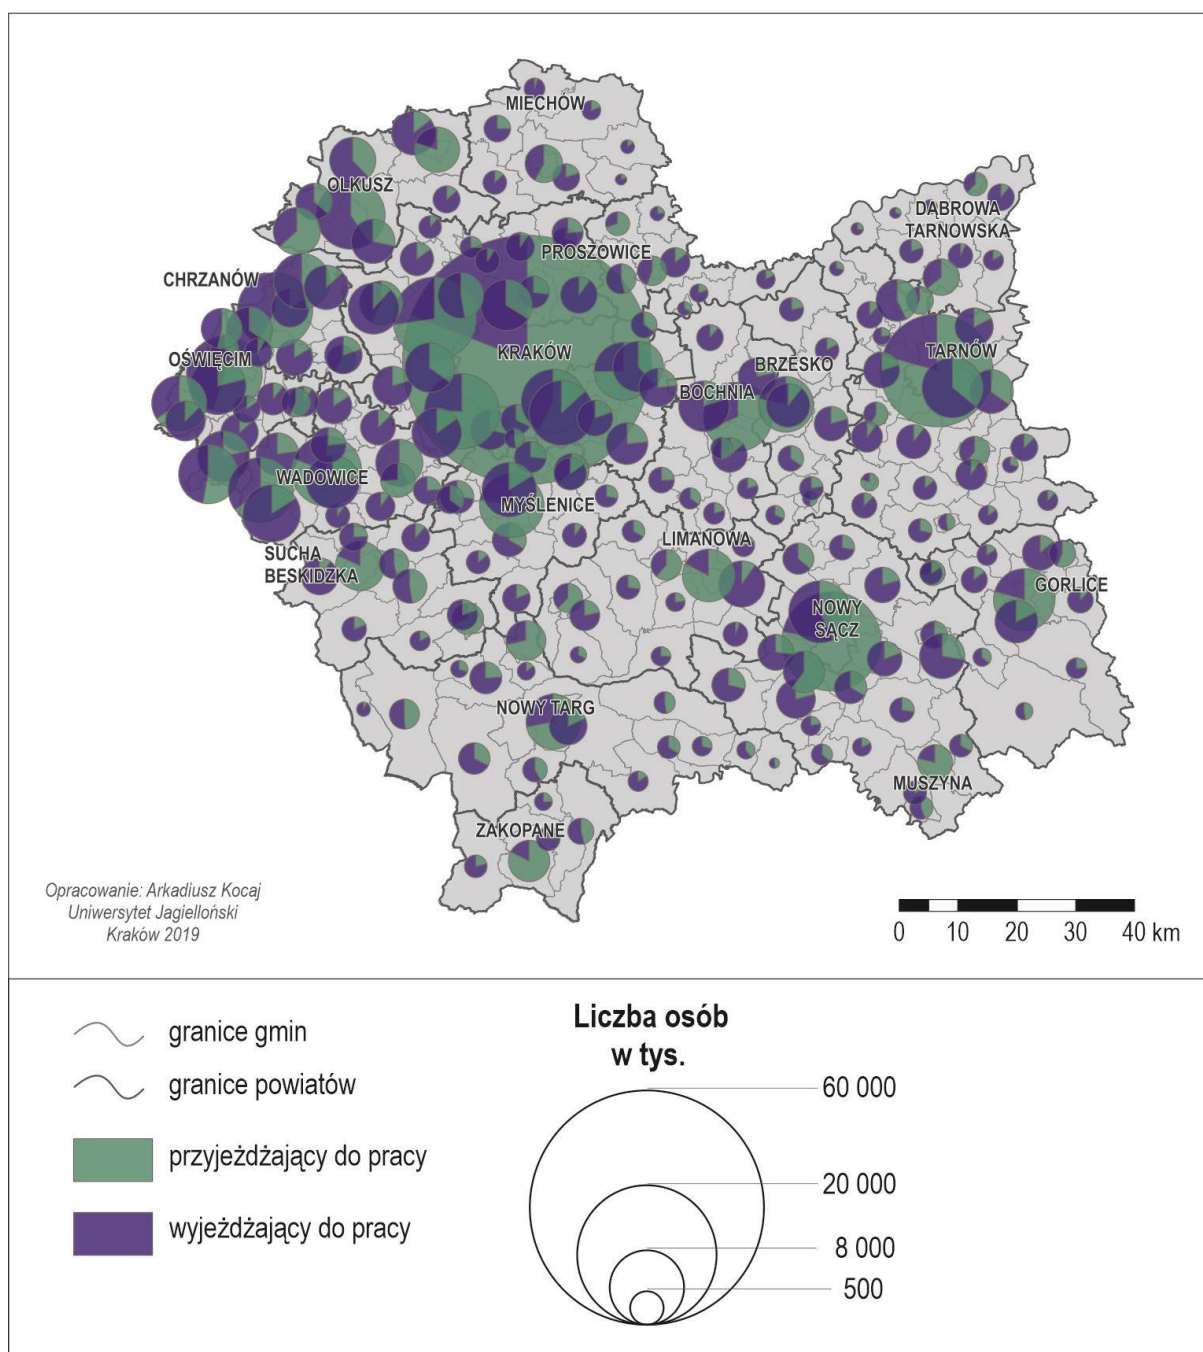 MIECHÓW
OLKUSZ
DĄBROWA
TARNOWSKA
PROSZOWICE
CHRZANÓW
KRAKÓW
TARNÓW
OŚWIĘCIM
BRZESKO
BOCHNIA
WADOWICE
MYŚLENICE
LIMANOWA
SUCHA
BESKIDZKA
GORLICE
NOWY
SĄCZ
NOWY TARG
MUSZYNA
ZAKOPANE
Opracowanie: Arkadiusz Kocaj
Uniwersytet Jagielloński
Kraków 2019
0 10 20 30 40 km
Liczba osób
w tys.
granice gmin
granice powiatów
przyjeżdżający do pracy
wyjeżdżający do pracy
60 000
20 000
8 000
500